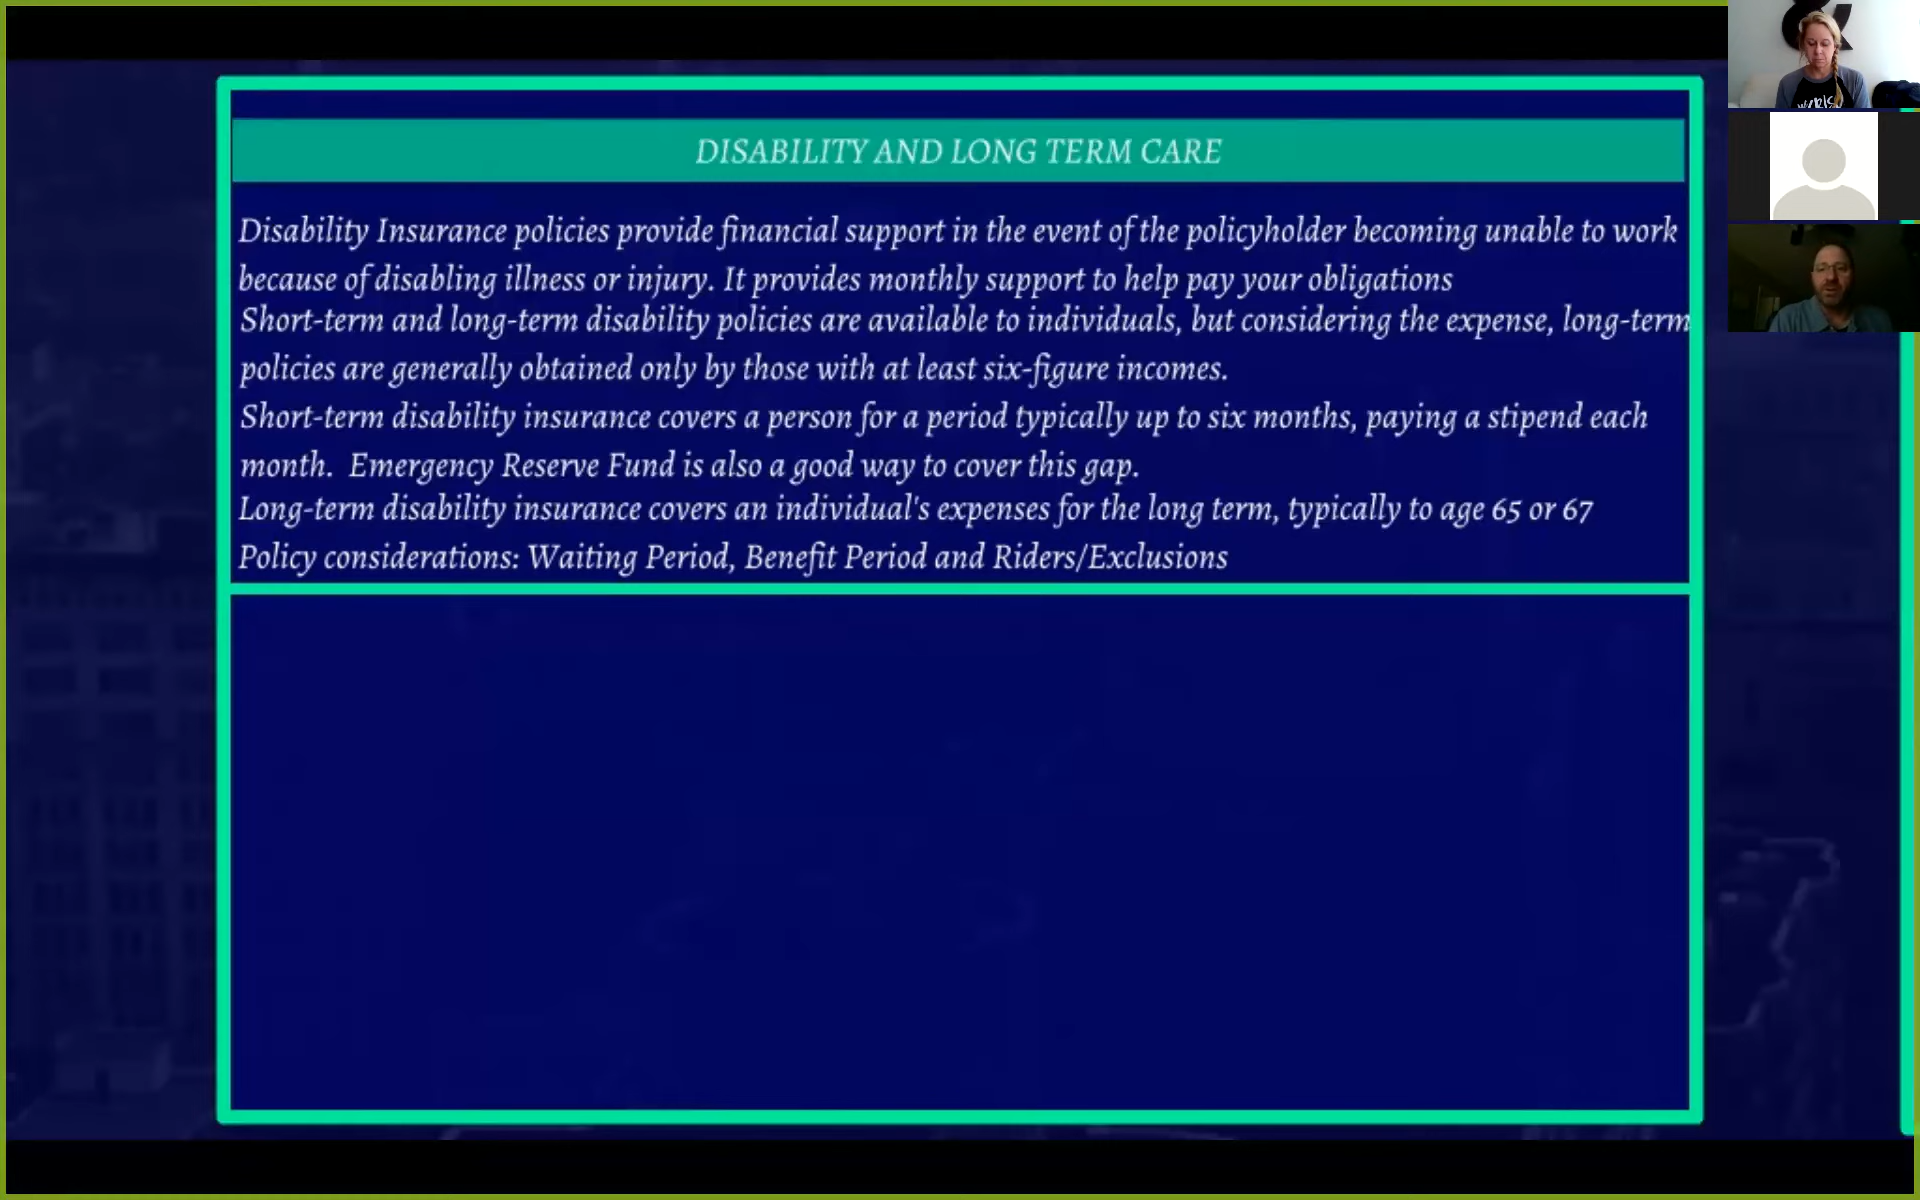 DISABILITY AND LONG TERM CARE
Disability Insurance policies provide financial support in the event of the policyholder becoming unable to work
because of disabling illness or injury. It provides monthly support to help pay your obligations
Short-term and long-term disability policies are available to individuals, but considering the expense, long-term
policies are generally obtained only by those with at least six-figure incomes.
Short-term disability insurance covers a person for a period typically up to six months, paying a stipend each
month.  Emergency Reserve Fund is also a good way to cover this gap.
Long-term disability insurance covers an individual's expenses for the long term, typically to age 65 or 67
Policy considerations: Waiting Period, Benefit Period and Riders/Exclusions
&